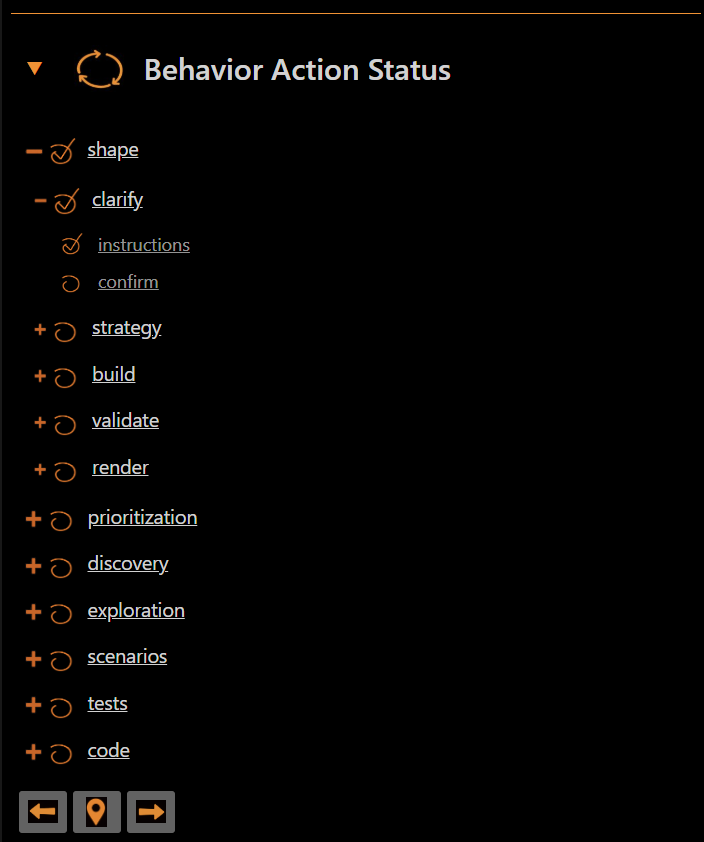 Behavior Action Status
shape
clarify
instructions
confirm
strategy
build
validate
render
prioritization
discovery
exploration
scenarios
tests
code